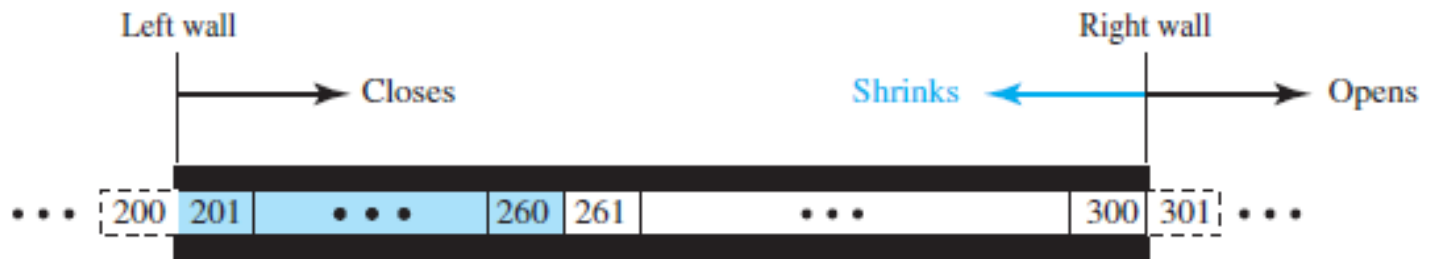 Left wall Right wall
Closes Shrinks Opens
••• 200 201 ••• 260 261 ••• 300 301 •••